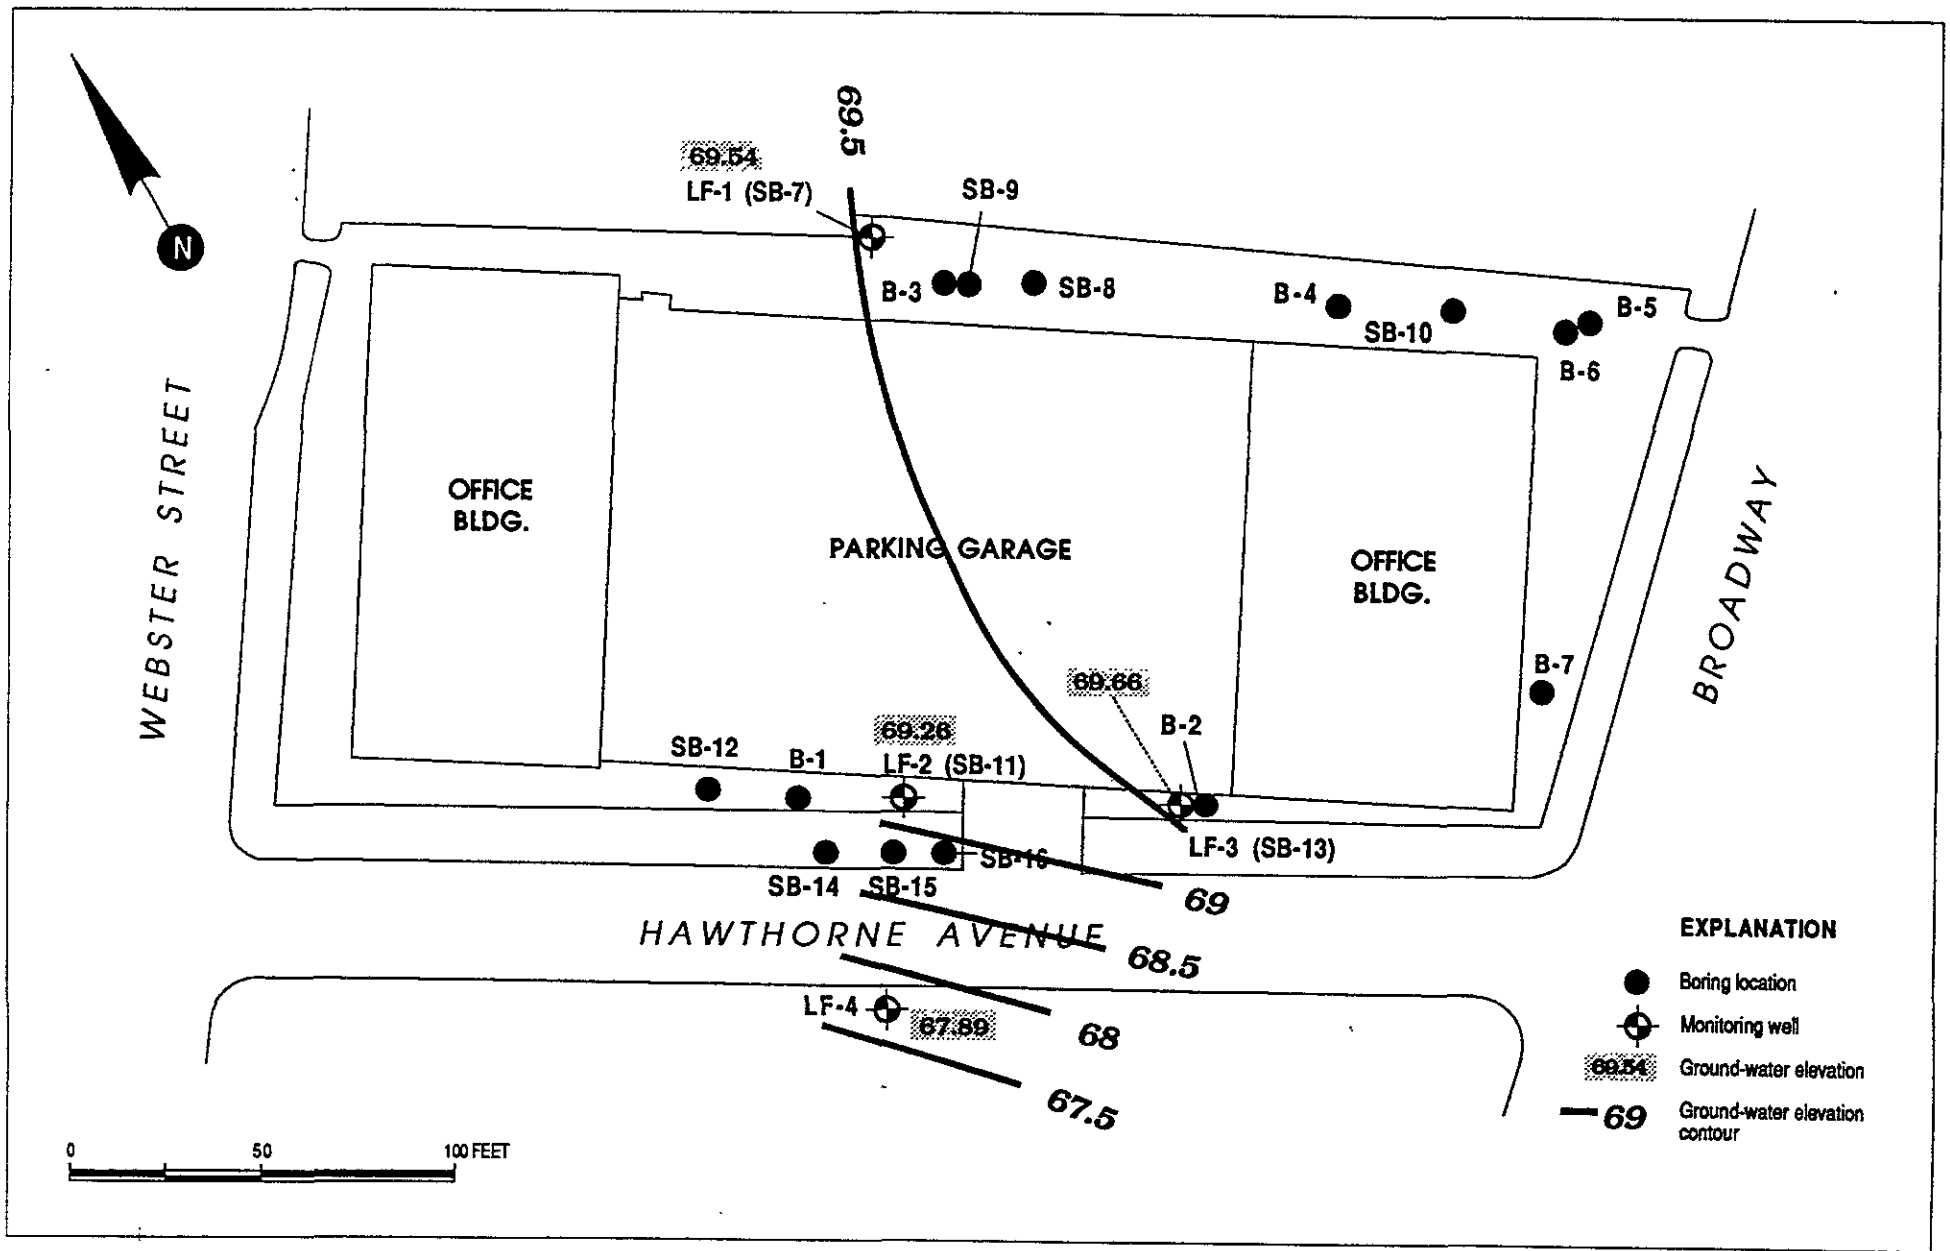 69.5
69.54
LF-1 (SB-7)
SB-9
N
B-3
SB-8
B-4
SB-10
B-5
B-6
WEBSTER STREET
OFFICE
BLDG.
PARKING GARAGE
OFFICE
BLDG.
BROADWAY
B-7
69.66
B-2
SB-12
B-1
69.26
LF-2 (SB-11)
LF-3 (SB-13)
SB-16
SB-14
SB-15
69
HAWTHORNE AVENUE
68.5
LF-4
67.89
68
67.5
EXPLANATION
Boring location
Monitoring well
69.54
Ground-water elevation
69
Ground-water elevation
contour
0
50
100 FEET